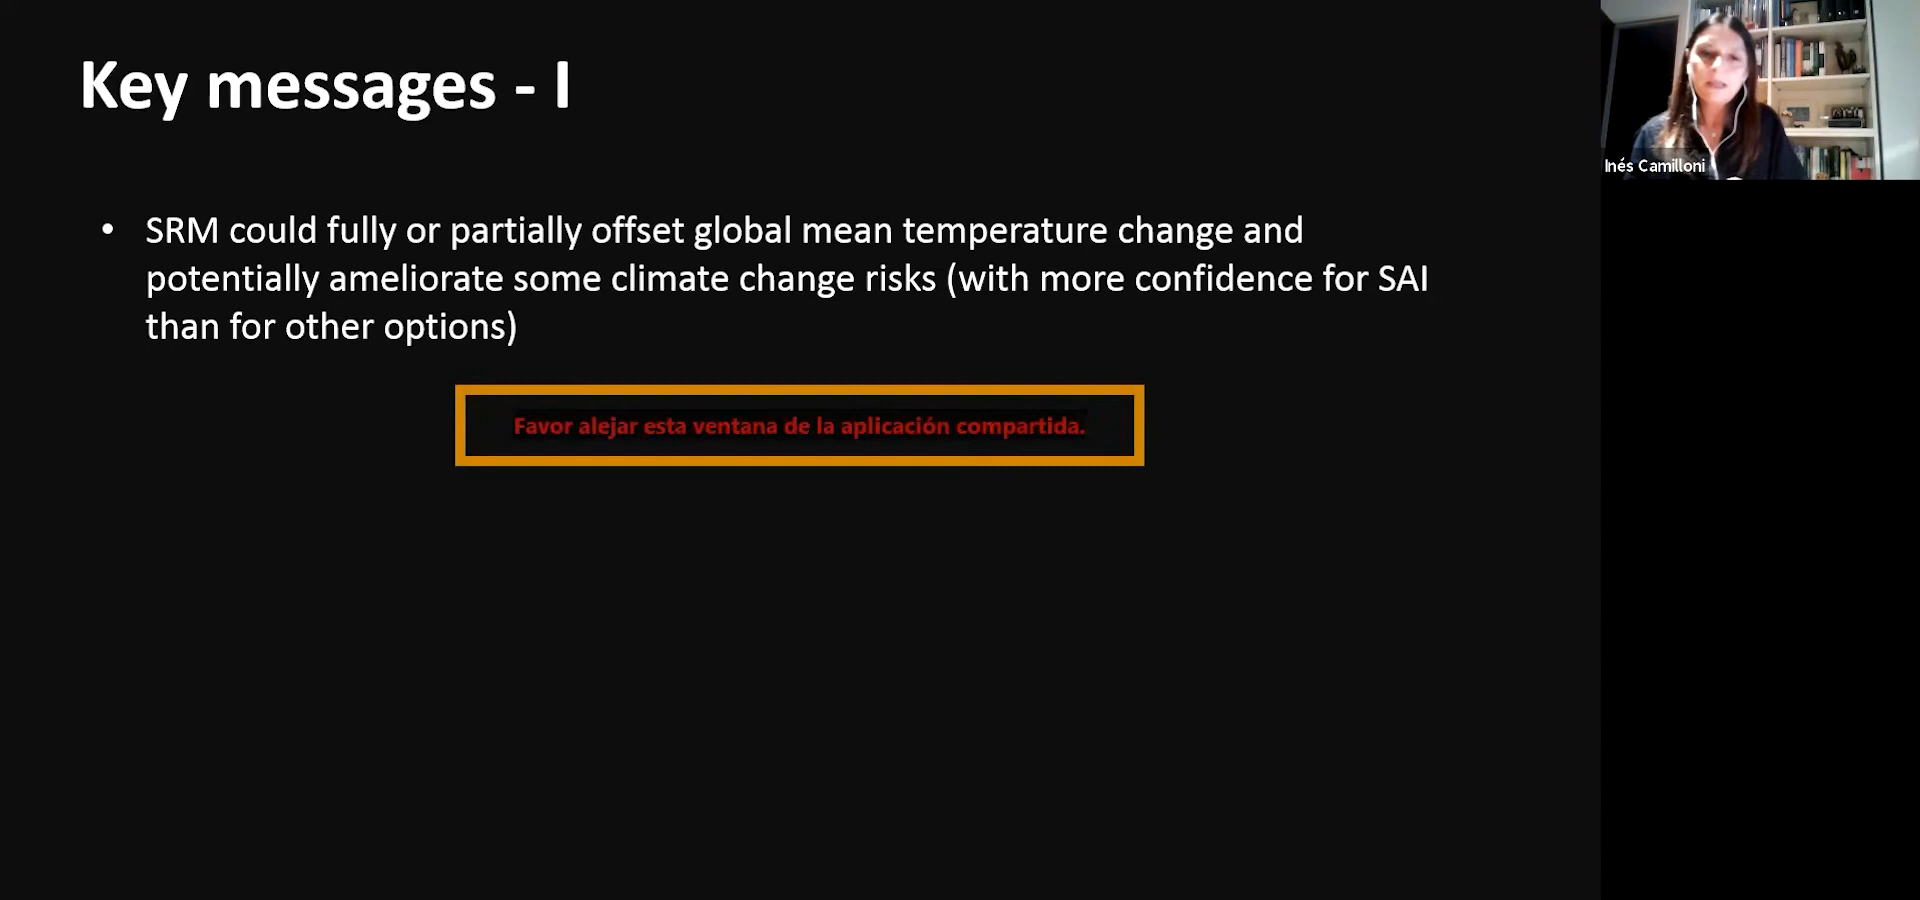 Key messages - I
Inés Camilloni
• SRM could fully or partially offset global mean temperature change and
potentially ameliorate some climate change risks (with more confidence for SAI
than for other options)
Favor alejar esta ventana de la aplicación compartida.